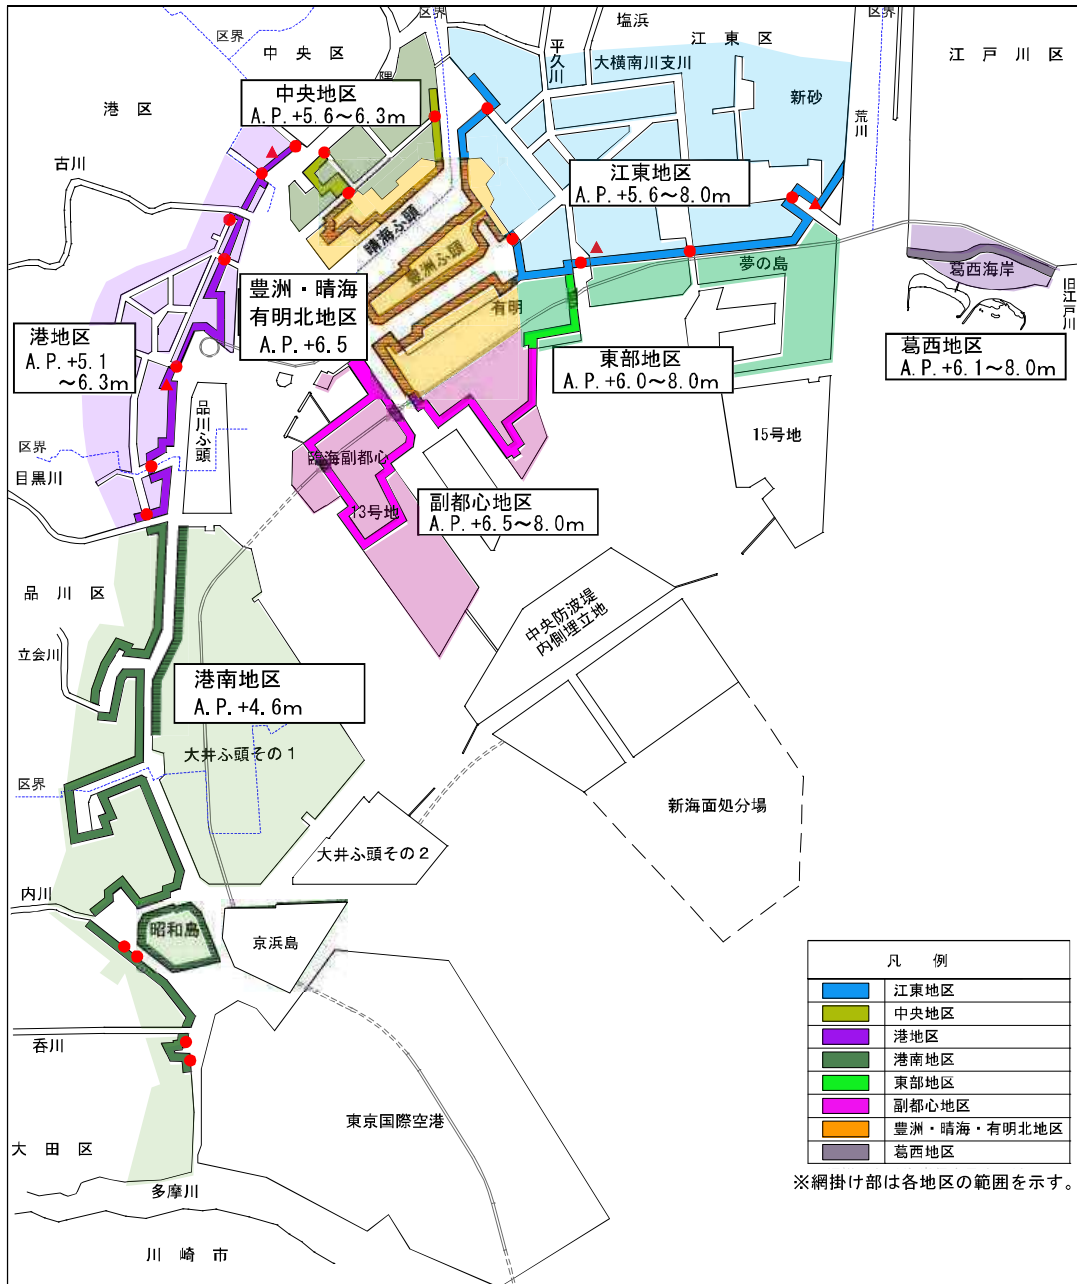 区界
区界
区界
塩浜
中央区
平久川
江東区
江戸川区
隅
大横南川支川
中央地区
A.P.+5.6～6.3m
新砂
荒川
港区
古川
江東地区
A.P.+5.6～8.0m
晴海ふ頭
豊洲ふ頭
夢の島
葛西海岸
旧江戸川
豊洲・晴海
有明北地区
A.P.+6.5
有明
港地区
A.P.+5.1
～6.3m
東部地区
A.P.+6.0～8.0m
葛西地区
A.P.+6.1～8.0m
品川ふ頭
15号地
区界
目黒川
臨海副都心
13号地
副都心地区
A.P.+6.5～8.0m
品川区
中央防波堤
内側埋立地
立会川
港南地区
A.P.+4.6m
大井ふ頭その1
区界
新海面処分場
大井ふ頭その2
内川
昭和島
京浜島
凡例
江東地区
中央地区
港地区
港南地区
東部地区
副都心地区
豊洲・晴海・有明北地区
葛西地区
※網掛け部は各地区の範囲を示す。
呑川
東京国際空港
大田区
多摩川
川崎市